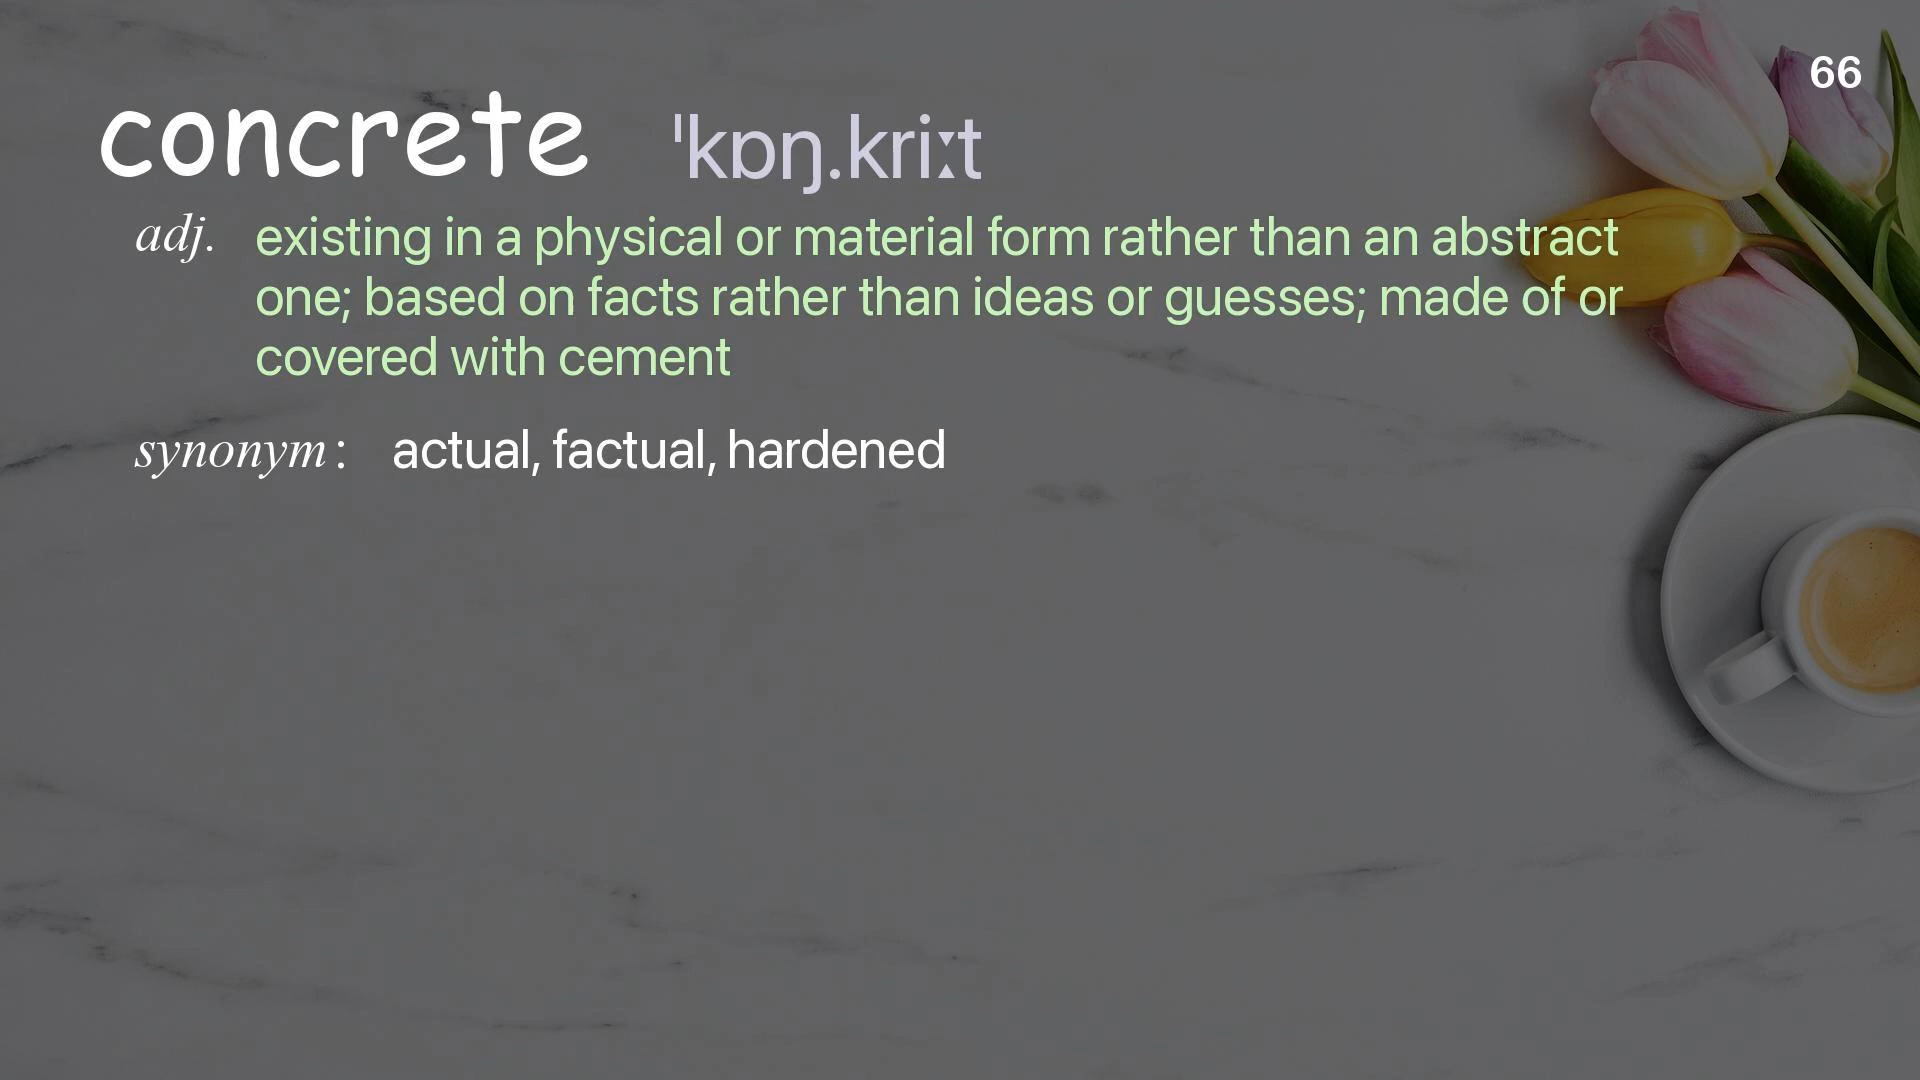 66
concrete ˈkɒŋ.kriːt
adj. existing in a physical or material form rather than an abstract
one; based on facts rather than ideas or guesses; made of or
covered with cement
synonym : actual, factual, hardened